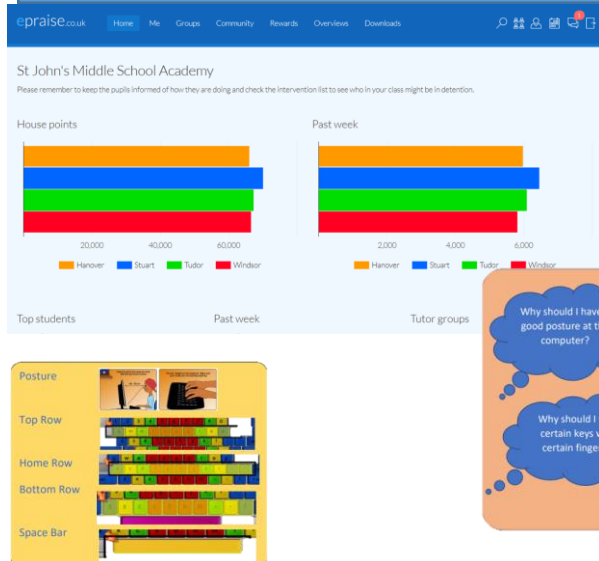 epraise.co.uk
Home Me Groups Community Rewards Overviews Downloads
1
St John's Middle School Academy
Please remember to keep the pupils informed of how they are doing and check the intervention list to see who in your class might be in detention.
House points
Past week
20,000 40,000 60,000
2,000 4,000 6,000
Hanover Stuart Tudor Windsor
Hanover Stuart Tudor Windsor
Top students
Past week
Tutor groups
Why should I have
good posture at
computer?
Why should I
certain keys
certain
Posture
Top Row
Home Row
Bottom Row
Space Bar